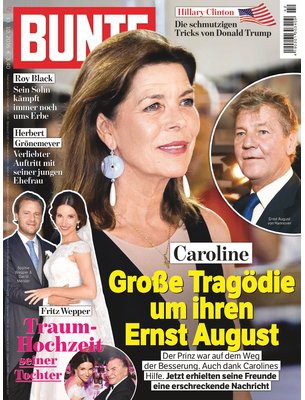 BUNTE
Hillary Clinton
Die schmutzigen
Tricks von Donald Trump
Roy Black
Sein Sohn
kämpft
immer noch
ums Erbe
Herbert
Grönemeyer
Verliebter
Auftritt mit
seiner jungen
Ehefrau
Ernst August
von Hannover
Caroline
Große Tragödie
um ihren
Ernst August
Der Prinz war auf dem Weg
der Besserung. Auch dank Carolines
Hilfe. Jetzt erhielten seine Freunde
eine erschreckende Nachricht
Fritz Wepper
Traum-
Hochzeit
seiner
Tochter